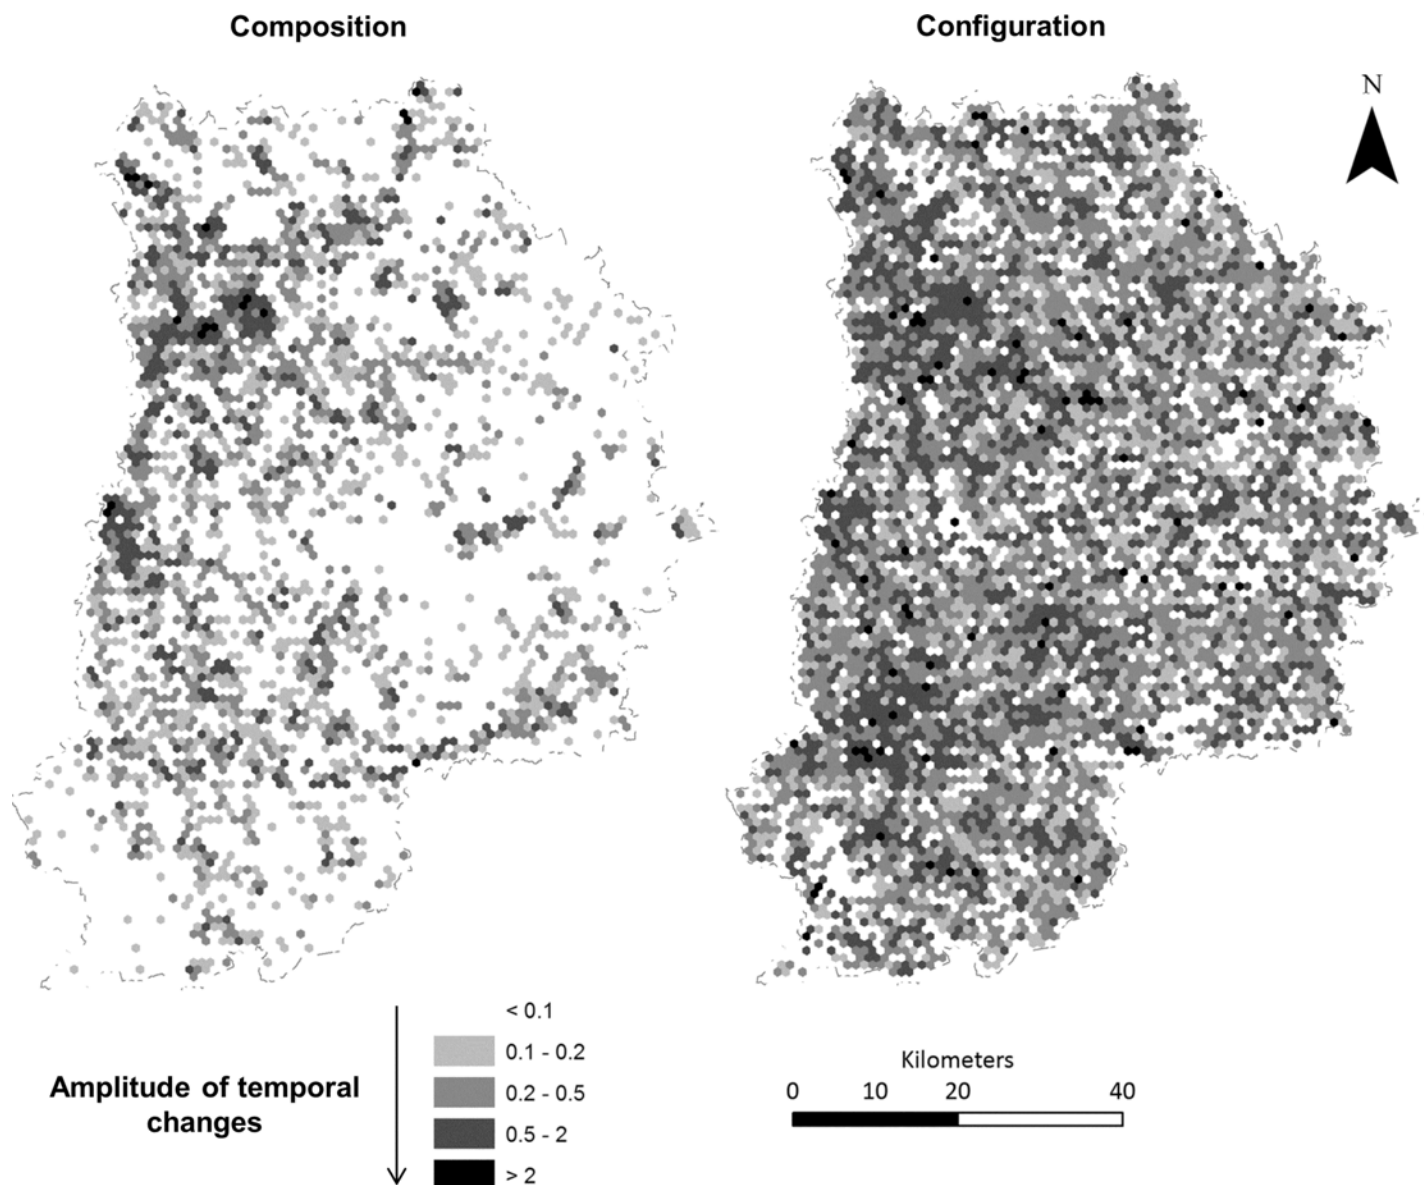 Composition
Configuration
N
< 0.1
0.1 - 0.2
0.2 - 0.5
0.5 - 2
> 2
Amplitude of temporal
changes
Kilometers
0 10 20 40